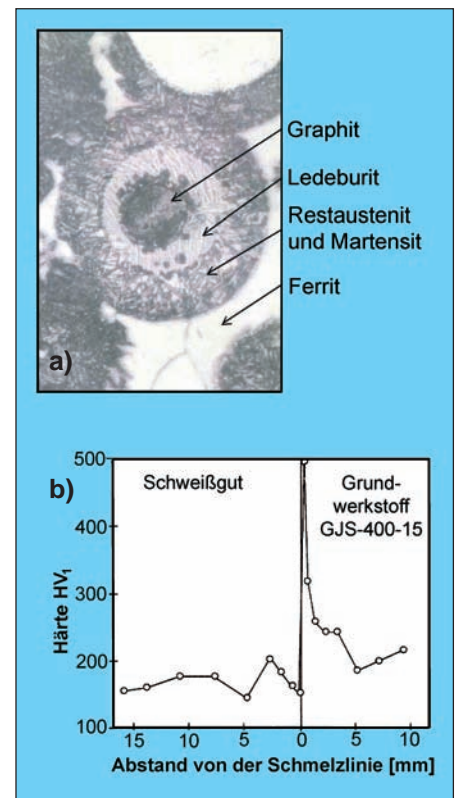 Graphit
Ledeburit
Restaustenit
und Martensit
Ferrit
a)
b)
Schweißgut
Grund-
werkstoff
GJS-400-15
500
400
300
200
100
Härte HV1
15
10
5
0
5
10
Abstand von der Schmelzlinie [mm]